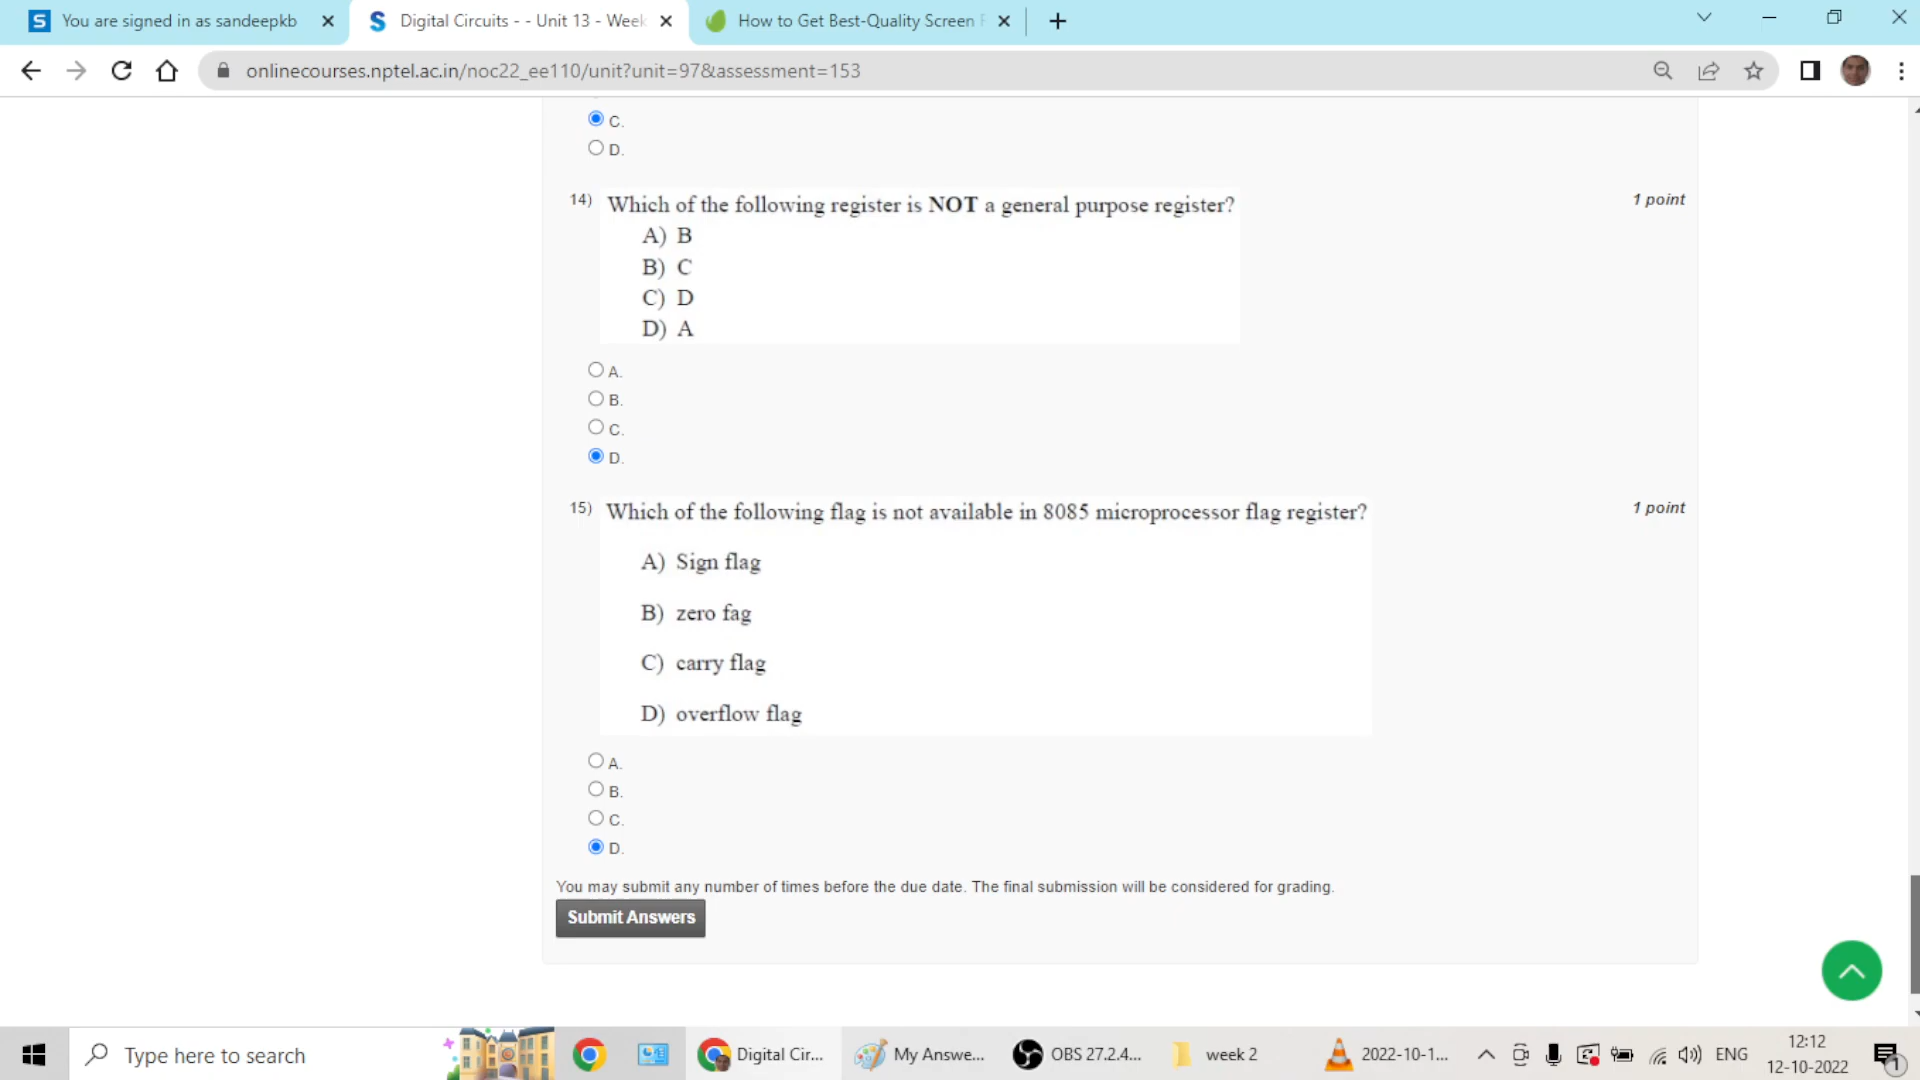 You are signed in as sandeepkb
Digital Circuits - - Unit 13 - Week
How to Get Best-Quality Screen
onlinecourses.nptel.ac.in/noc22_ee110/unit?unit=97&assessment=153
C.
D.
14) Which of the following register is NOT a general purpose register? 1 point
A) B
B) C
C) D
D) A
A.
B.
C.
D.
15) Which of the following flag is not available in 8085 microprocessor flag register? 1 point
A) Sign flag
B) zero fag
C) carry flag
D) overflow flag
A.
B.
C.
D.
You may submit any number of times before the due date. The final submission will be considered for grading.
Submit Answers
Type here to search
Digital Cir...
My Answe...
OBS 27.2.4...
week 2
2022-10-1...
ENG
12:12
12-10-2022
1